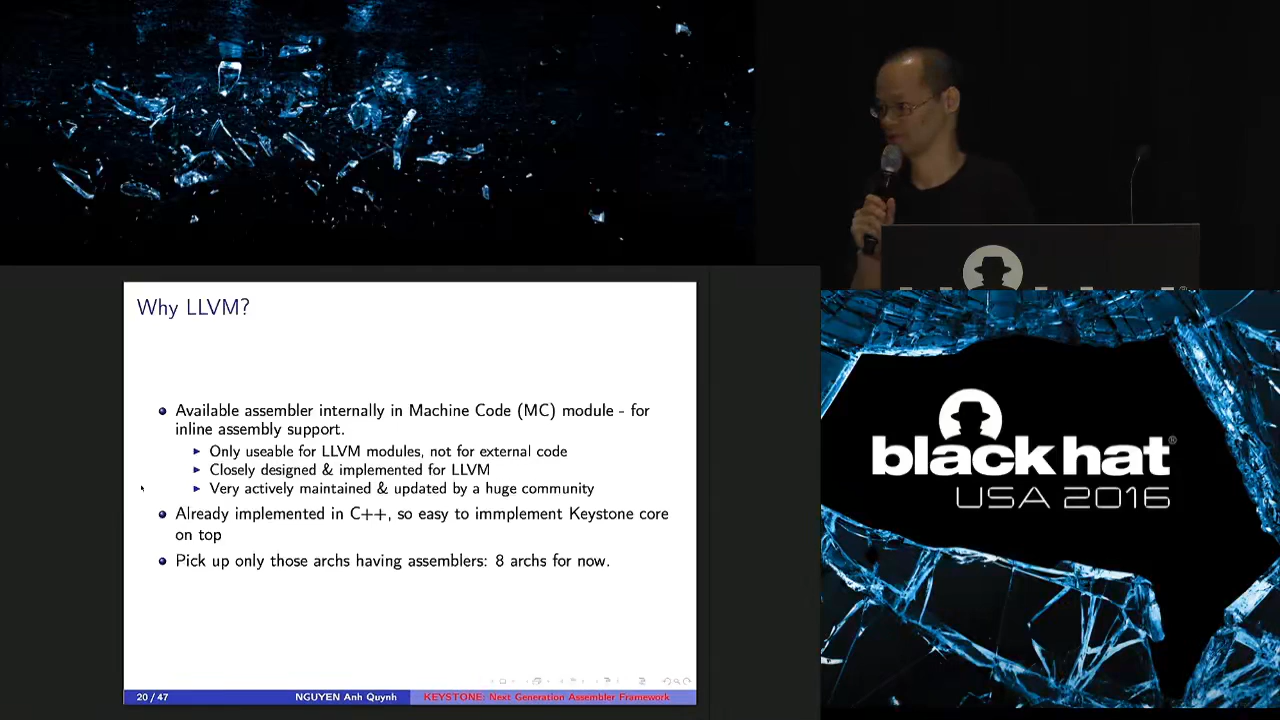 Why LLVM?
Available assembler internally in Machine Code (MC) module - for
inline assembly support.
Only useable for LLVM modules, not for external code
Closely designed & implemented for LLVM
Very actively maintained & updated by a huge community
Already implemented in C++, so easy to immplement Keystone core
on top
Pick up only those archs having assemblers: 8 archs for now.
20 / 47
NGUYEN Anh Quynh
KEYSTONE: Next Generation Assembler Framework
black hat®
USA 2016